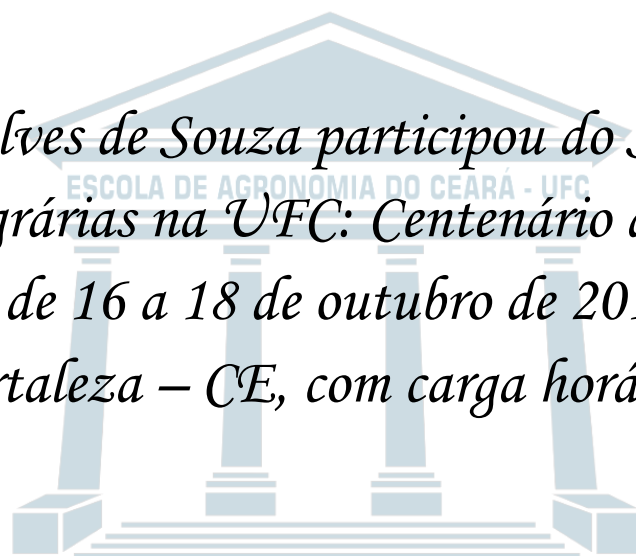 lves de Souza participou do
ESCOLA DE AGRONOMIA DO CEARÁ - UFC
grárias na UFC: Centenário
de 16 a 18 de outubro de 201
rtaleza – CE, com carga horá